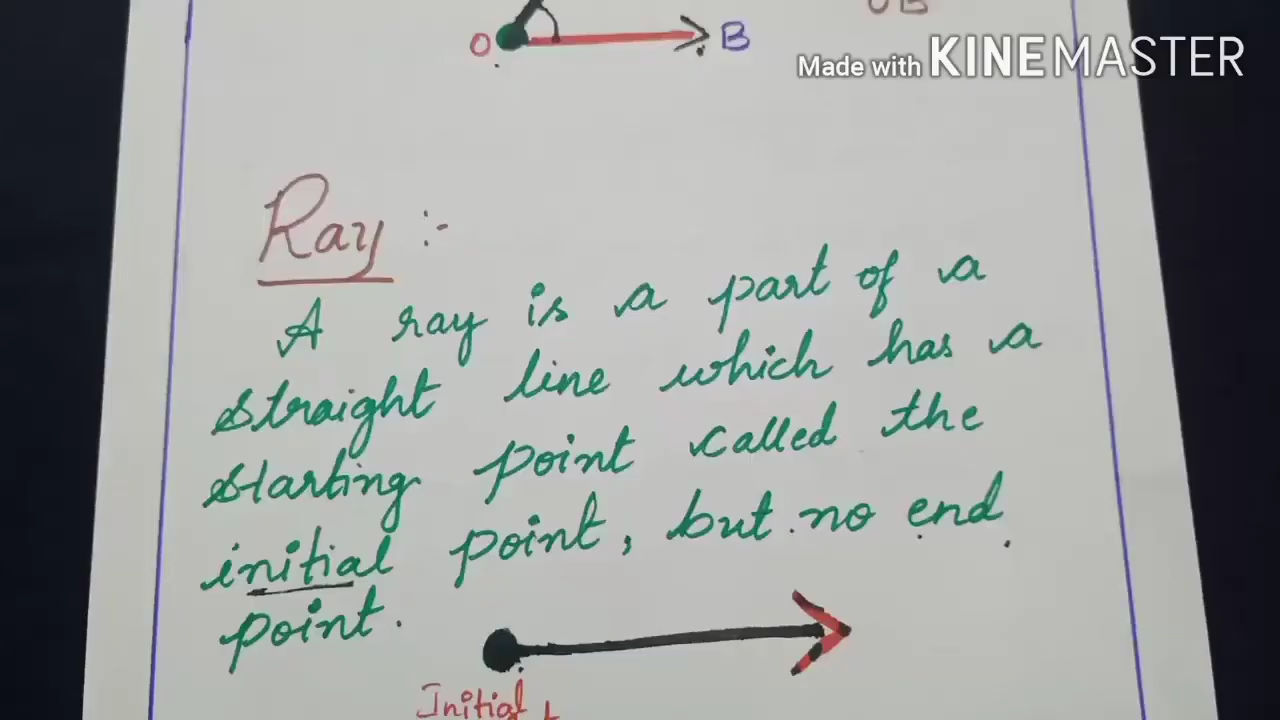 OB
O B
Made with KINEMASTER
Ray :-
A ray is a part of a
straight line which has a
starting point called the
initial point, but no end
point.
Initial